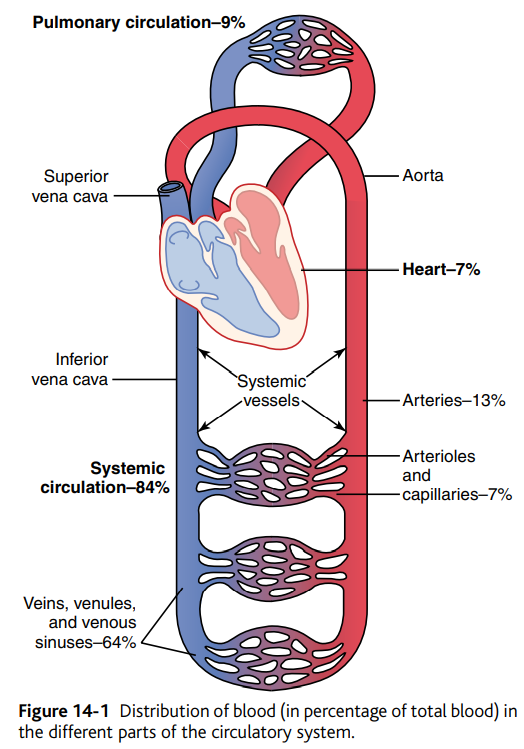 Pulmonary circulation–9%
Superior
vena cava
Aorta
Heart–7%
Inferior
vena cava
Systemic
vessels
Arteries–13%
Systemic
circulation–84%
Arterioles
and
capillaries–7%
Veins, venules,
and venous
sinuses–64%
Figure 14-1 Distribution of blood (in percentage of total blood) in
the different parts of the circulatory system.